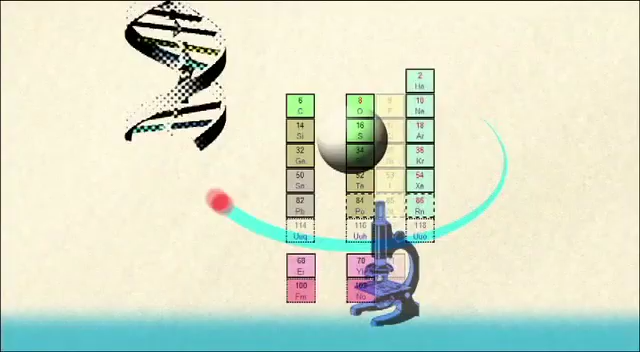 2
He
6
C
8
O
10
Ne
14
Si
16
S
18
Ar
32
Ge
34
36
Kr
50
Sn
52
Te
54
Xe
82
Pb
84
Po
86
Rn
114
Uuq
116
Uuh
118
Uuo
68
Er
70
Yb
100
Fm
No